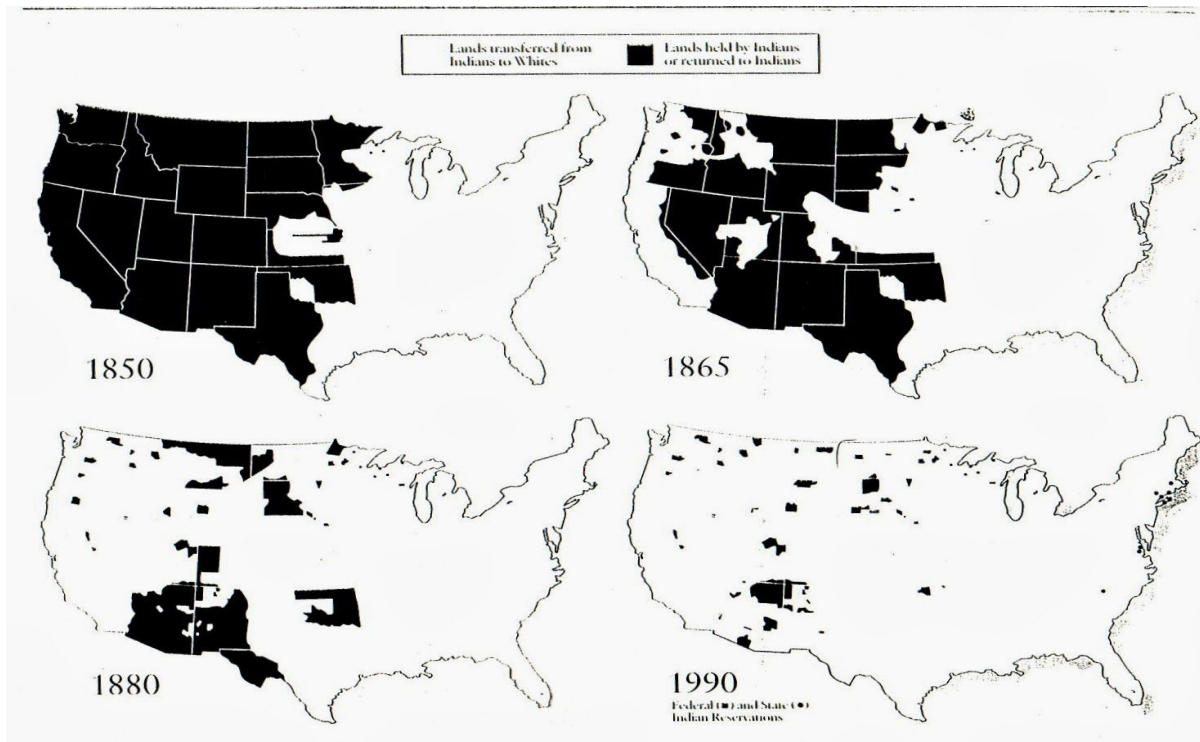 Lands transferred from
Indians to Whites
Lands held by Indians
or returned to Indians
1850
1865
1880
1990
Federal (■) and State (●)
Indian Reservations